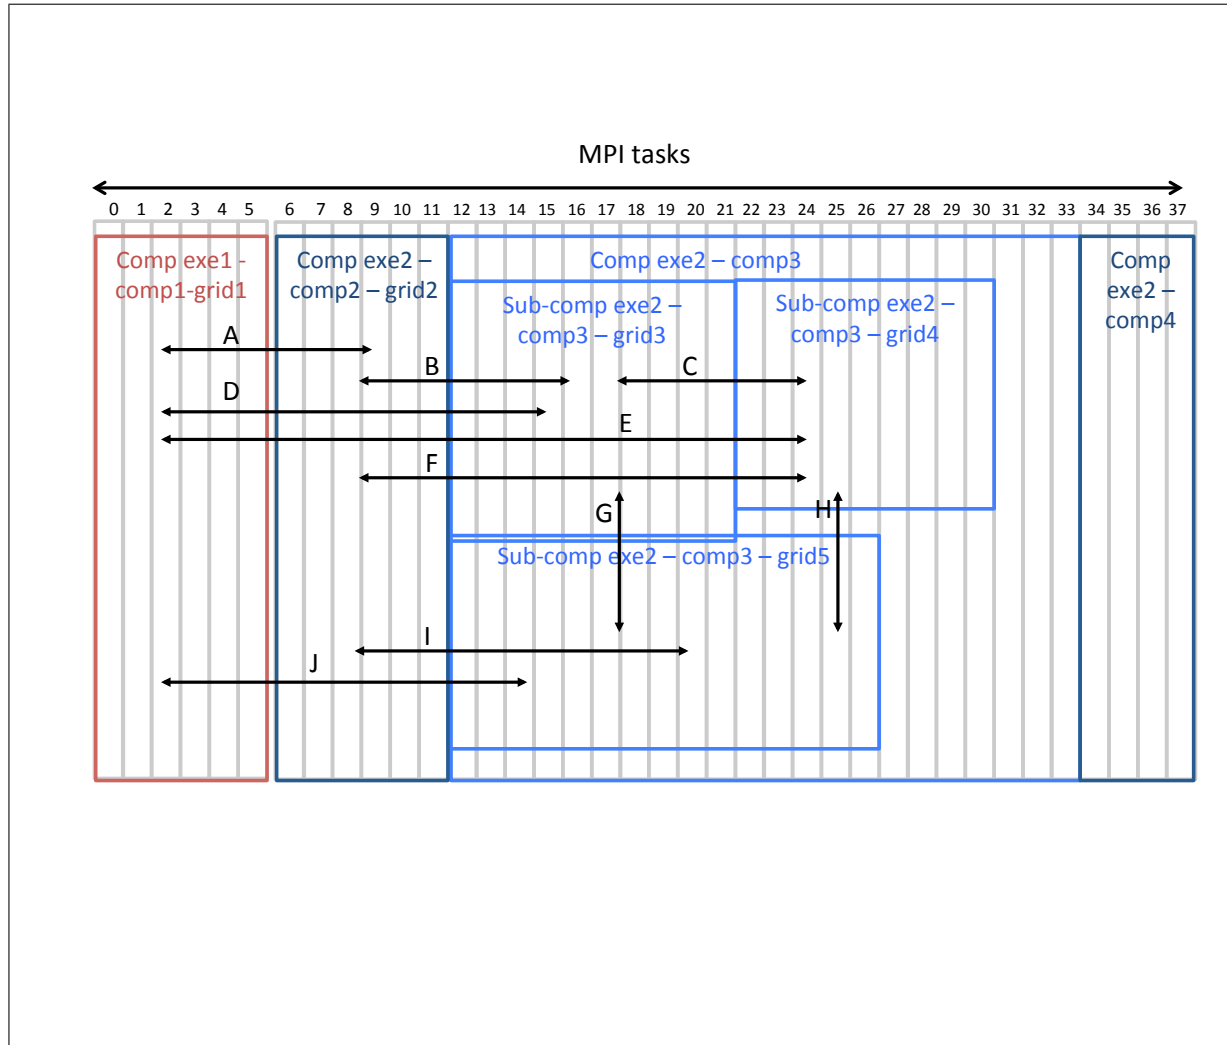 MPI tasks
0 1 2 3 4 5 6 7 8 9 10 11 12 13 14 15 16 17 18 19 20 21 22 23 24 25 26 27 28 29 30 31 32 33 34 35 36 37
Comp exe1 -
comp1-grid1
Comp exe2 –
comp2 – grid2
Comp exe2 – comp3
Sub-comp exe2 –
comp3 – grid3
Sub-comp exe2 –
comp3 – grid4
Comp
exe2 –
comp4
A
B
C
D
E
F
G
H
Sub-comp exe2 – comp3 – grid5
I
J